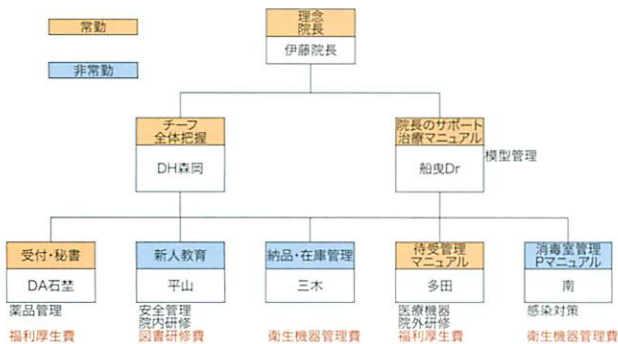 常勤
非常勤
理念
院長
伊藤院長
チーフ
全体把握
DH森岡
院長のサポート
治療マニュアル
船曳Dr
模型管理
受付・秘書
DA石埜
薬品管理
福利厚生費
新人教育
平山
安全管理
院内研修
図書研修費
納品・在庫管理
三木
衛生機器管理費
待受管理
マニュアル
多田
医療機器
院外研修
福利厚生費
消毒室管理
Pマニュアル
南
感染対策
衛生機器管理費